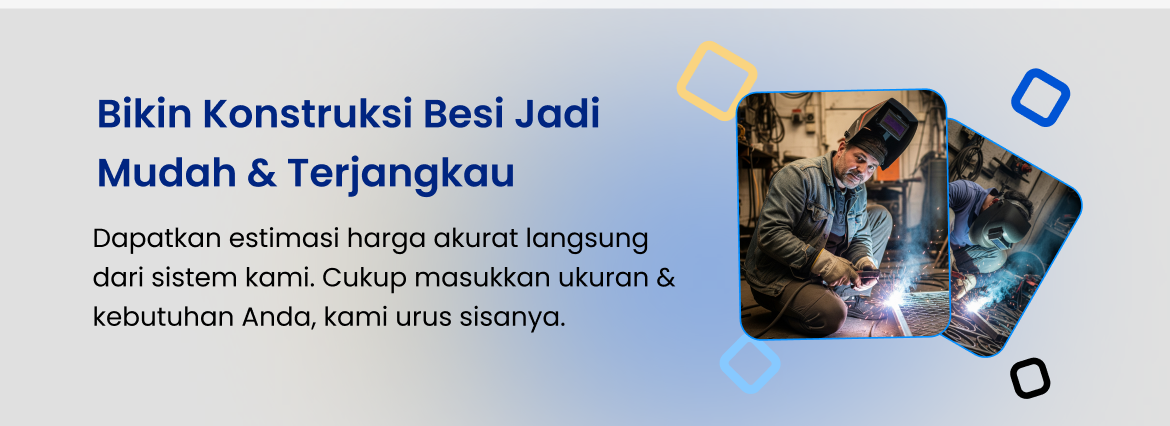 Bikin Konstruksi Besi Jadi
Mudah & Terjangkau
Dapatkan estimasi harga akurat langsung
dari sistem kami. Cukup masukkan ukuran &
kebutuhan Anda, kami urus sisanya.